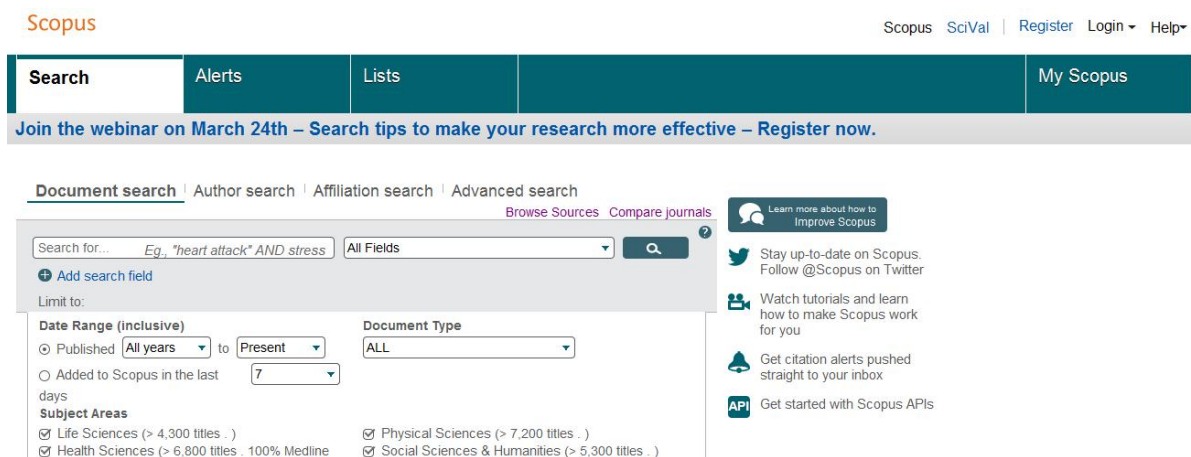 Scopus
Scopus SciVal Register Login Help
Search Alerts Lists My Scopus
Join the webinar on March 24th – Search tips to make your research more effective – Register now.
Document search Author search Affiliation search Advanced search
Browse Sources Compare journals
Search for... Eg., "heart attack" AND stress All Fields
?
Add search field
Limit to:
Date Range (inclusive) Document Type
Published All years to Present ALL
Added to Scopus in the last 7
days
Subject Areas
Life Sciences (> 4,300 titles . ) Physical Sciences (> 7,200 titles . )
Health Sciences (> 6,800 titles . 100% Medline Social Sciences & Humanities (> 5,300 titles . )
Learn more about how to
Improve Scopus
Stay up-to-date on Scopus.
Follow @Scopus on Twitter
Watch tutorials and learn
how to make Scopus work
for you
Get citation alerts pushed
straight to your inbox
API Get started with Scopus APIs